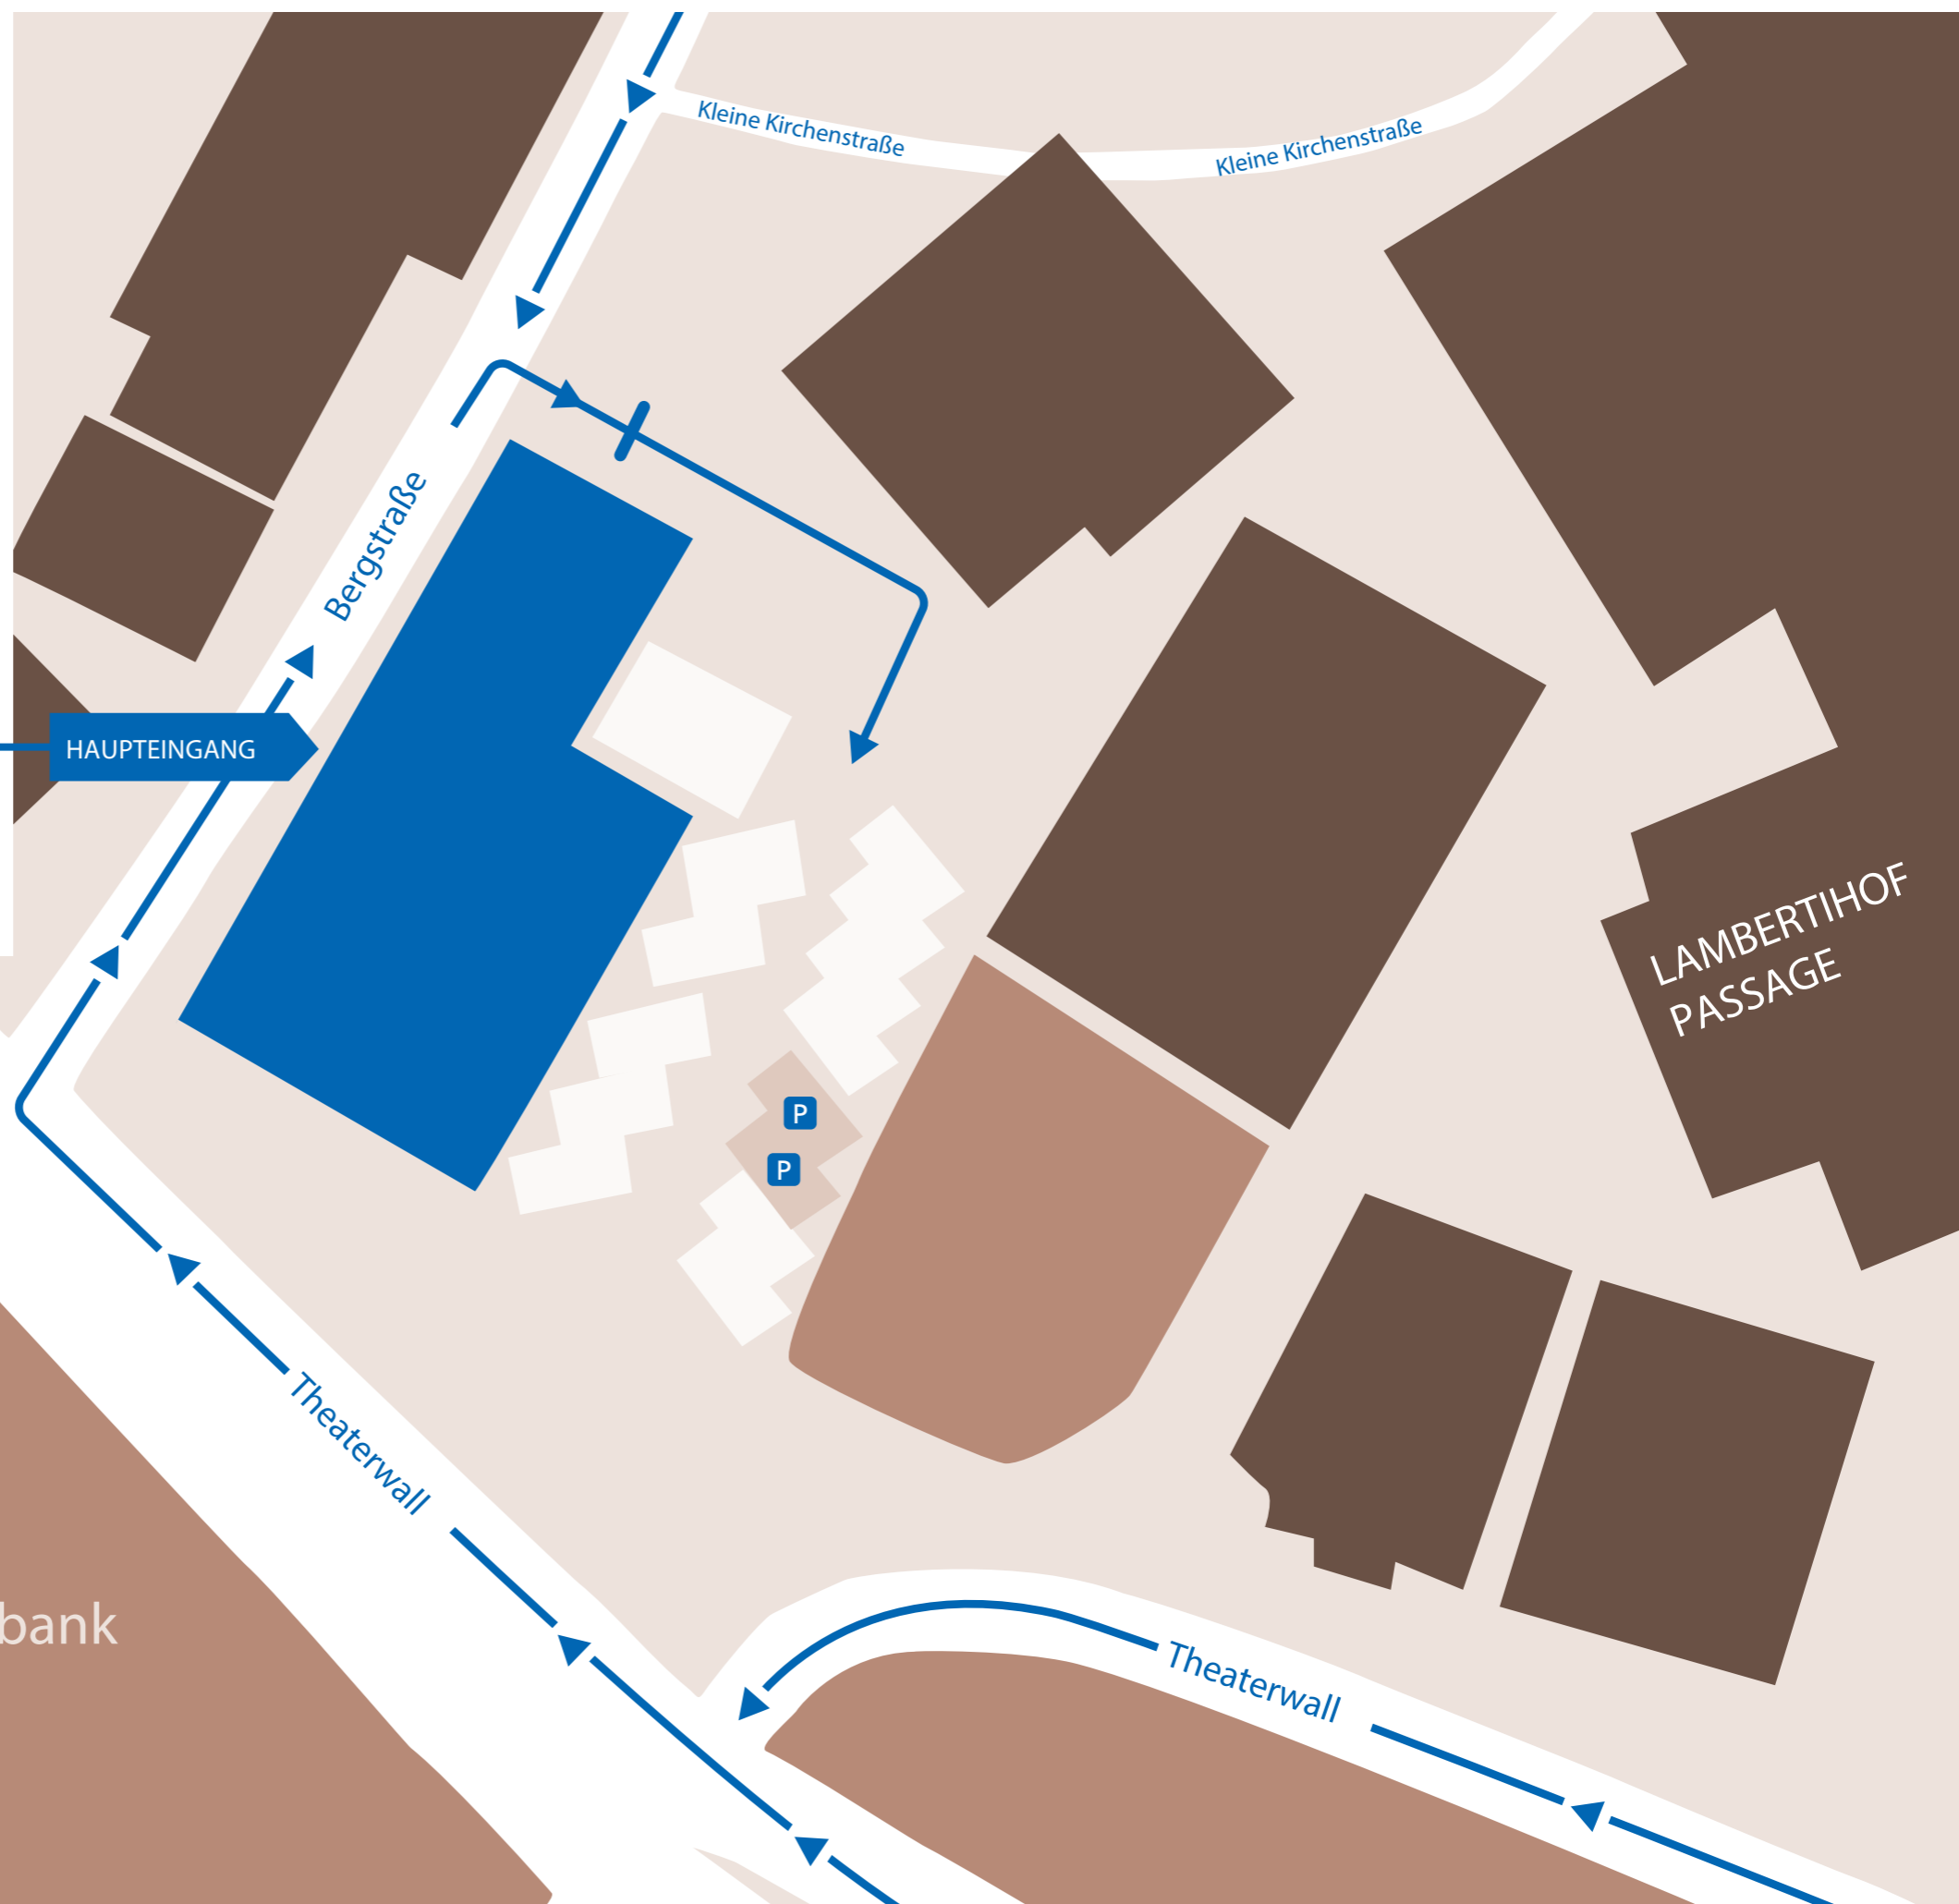 Kleine Kirchenstraße
Kleine Kirchenstraße
Bergstraße
HAUPTEINGANG
LAMBERTIHOF
PASSAGE
P
P
Theaterwall
bank
Theaterwall